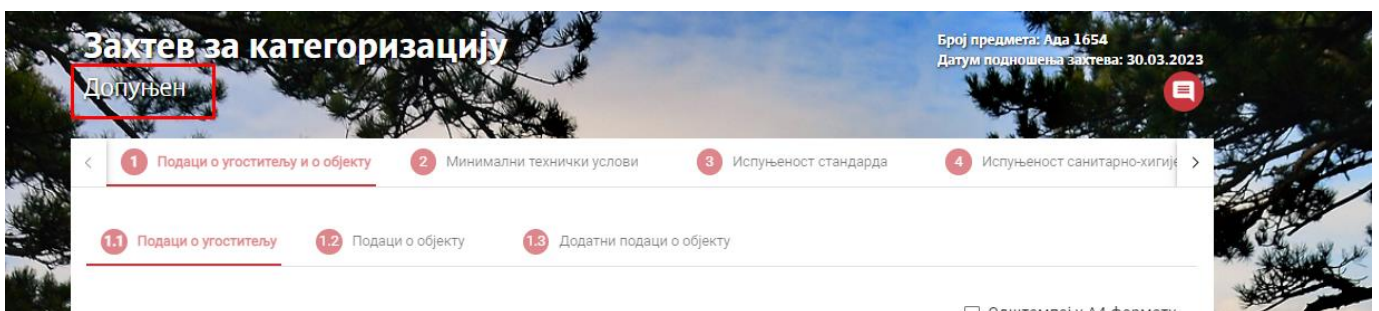 Захтев за категоризацију
Допуњен
Број предмета: Ада 1654
Датум подношења захтева: 30.03.2023
1 Подаци о угоститељу и о објекту 2 Минимални технички услови 3 Испуњеност стандарда 4 Испуњеност санитарно-хигије
1.1 Подаци о угоститељу 1.2 Подаци о објекту 1.3 Додатни подаци о објекту